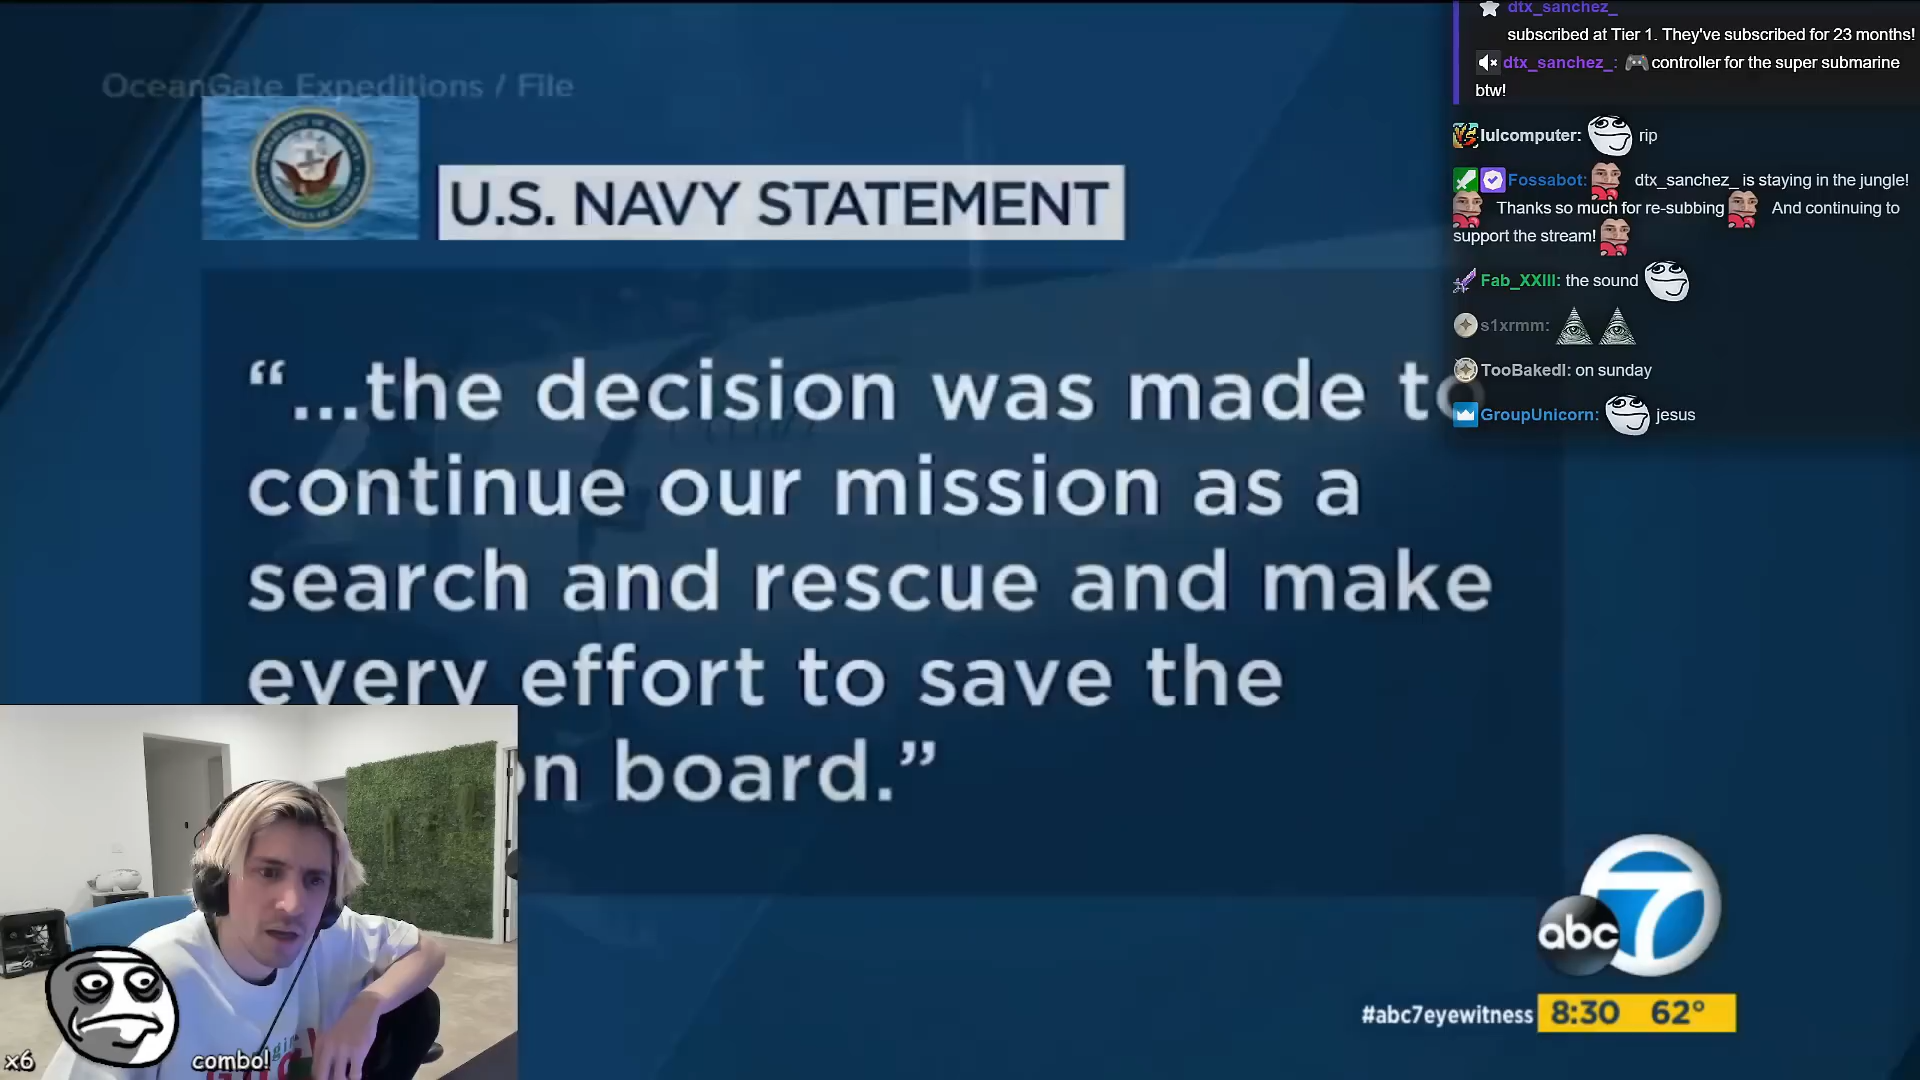 OceanGate Expeditions / File
U.S. NAVY STATEMENT
“...the decision was made to
continue our mission as a
search and rescue and make
every effort to save the
on board.”
dtx_sanchez_
subscribed at Tier 1. They've subscribed for 23 months!
dtx_sanchez_: controller for the super submarine
btw!
lulcomputer: rip
Fossabot: dtx_sanchez_ is staying in the jungle!
Thanks so much for re-subbing And continuing to
support the stream!
Fab_XXIII: the sound
s1xrmm:
TooBakedl: on sunday
GroupUnicorn: jesus
abc 7
#abc7eyewitness 8:30 62°
x6 combo!